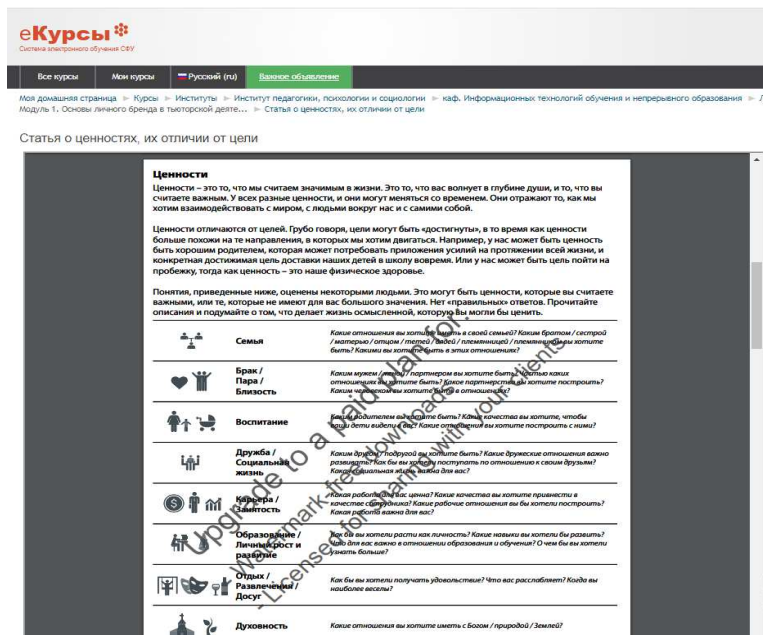 еКурсы
Система электронного обучения СФУ
Все курсы Мои курсы Русский (ru) Важное объявление
Моя домашняя страница ► Курсы ► Институты ► Институт педагогики, психологии и социологии ► каф. Информационных технологий обучения и непрерывного образования ►
Модуль 1. Основы личного бренда в тьюторской деяте... ► Статья о ценностях, их отличии от цели
Статья о ценностях, их отличии от цели
Ценности
Ценности – это то, что мы считаем значимым в жизни. Это то, что вас волнует в глубине души, и то, что вы
считаете важным. У всех разные ценности, и они могут меняться со временем. Они отражают то, как мы
хотим взаимодействовать с миром, с людьми вокруг нас и с самими собой.
Ценности отличаются от целей. Грубо говоря, цели могут быть «достигнуты», в то время как ценности
больше похожи на те направления, в которых мы хотим двигаться. Например, у нас может быть ценность
быть хорошим родителем, которая может потребовать приложения усилий на протяжении всей жизни, и
конкретная достижимая цель доставки наших детей в школу вовремя. Или у нас может быть цель пойти на
пробежку, тогда как ценность – это наше физическое здоровье.
Понятия, приведенные ниже, оценены некоторыми людьми. Это могут быть ценности, которые вы считаете
важными, или те, которые не имеют для вас большого значения. Нет «правильных» ответов. Прочитайте
описания и подумайте о том, что делает жизнь осмысленной, которую Вы могли бы ценить.
Семья
Какие отношения вы хотите иметь в своей семьей? Каким братом / сестрой
/ матерью / отцом / тетей / дядей / племянницей / племянником вы хотите
быть? Какими вы хотите быть в этих отношениях?
Брак /
Пара /
Близость
Каким мужем / женой / партнером вы хотите быть? Частью каких
отношениях вы хотите быть? Какое партнерство вы хотите построить?
Каким человеком вы хотите быть в отношениях?
Воспитание
Каким родителем вы хотите быть? Какие качества вы хотите, чтобы
ваши дети видели в вас? Какие отношения вы хотите построить с ними?
Дружба /
Социальная
жизнь
Каким другом / подругой вы хотите быть? Какие дружеские отношения важно
развивать? Как бы вы хотели поступать по отношению к своим друзьям?
Какая социальная жизнь важна для вас?
Карьера /
Занятость
Какая работа для вас ценна? Какие качества вы хотите привнести в
качестве сотрудника? Какие рабочие отношения вы бы хотели построить?
Какая работа важна для вас?
Образование /
Личный рост и
развитие
Как бы вы хотели расти как личность? Какие навыки вы хотели бы развить?
Что для вас важно в отношении образования и обучения? О чем бы вы хотели
узнать больше?
Отдых /
Развлечения /
Досуг
Как бы вы хотели получать удовольствие? Что вас расслабляет? Когда вы
наиболее веселы?
Духовность
Какие отношения вы хотите иметь с Богом / природой / Землей?
Upgrade to a paid plan for:
- Watermark-free downloads
- Licensed for sharing with your clients